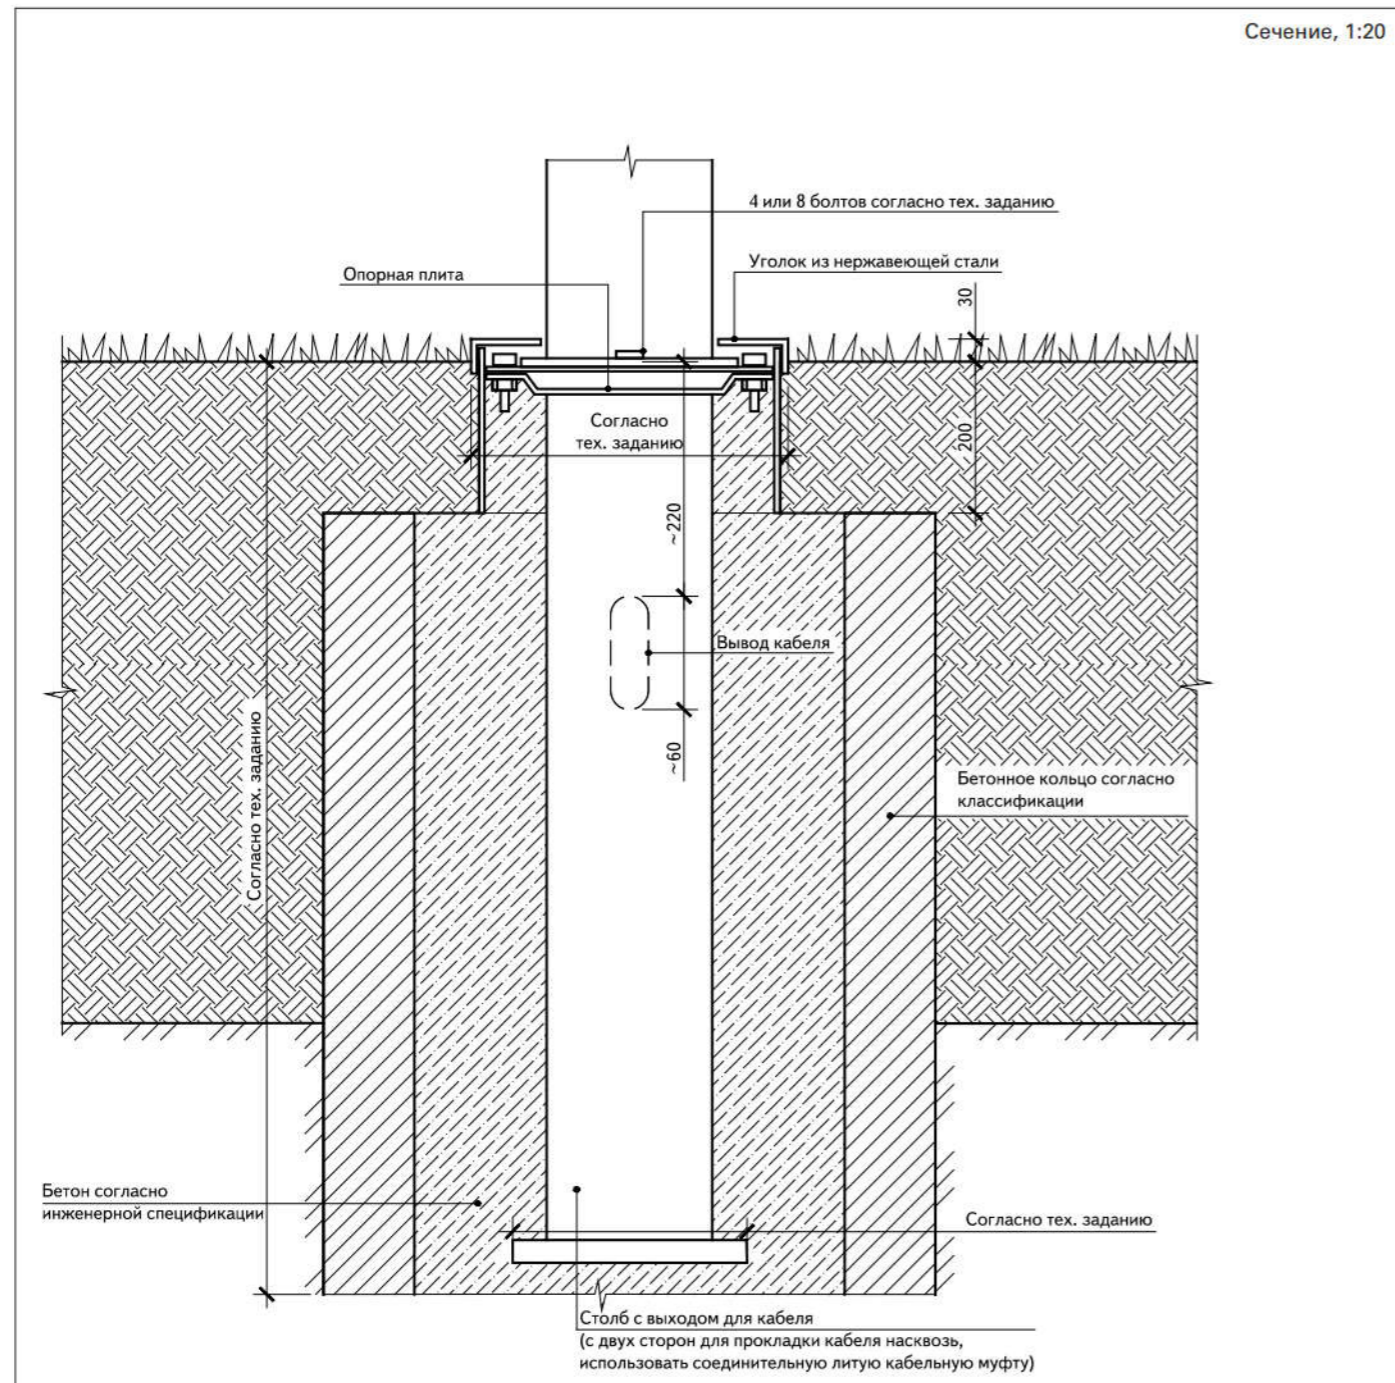 Сечение, 1:20
4 или 8 болтов согласно тех. заданию
Уголок из нержавеющей стали
Опорная плита
30
Согласно
тех. задания
200
~220
Вывод кабеля
~60
Согласно тех. заданию
Бетонное кольцо согласно
классификации
Бетон согласно
инженерной спецификации
Согласно тех. заданию
Столб с выходом для кабеля
(с двух сторон для прокладки кабеля насквозь,
использовать соединительную литую кабельную муфту)